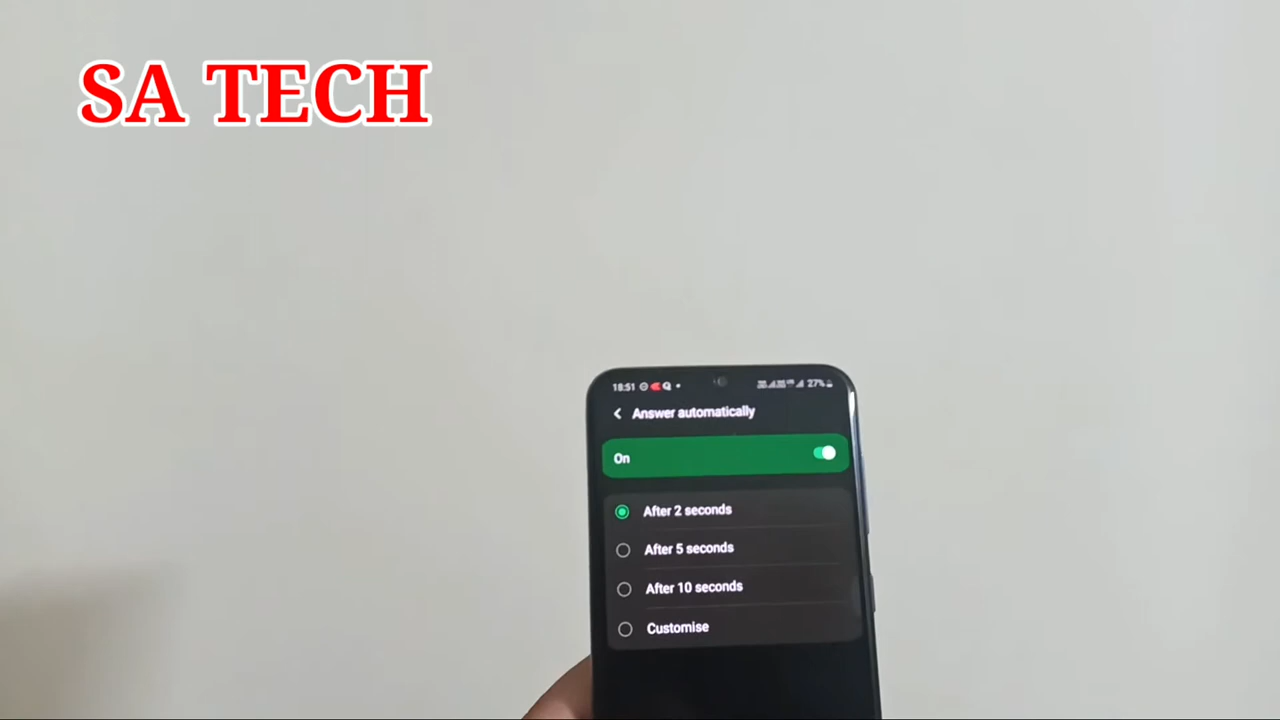 SA TECH
18:51
27%
Answer automatically
On
After 2 seconds
After 5 seconds
After 10 seconds
Customise